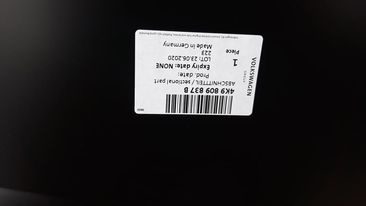 4K9 809 837 B
ABSCHNITTTEIL / sectional part
Prod. date:
Expiry date: NONE
LOT: 23.06.2020
223
Made in Germany
1
Piece
VOLKSWAGEN